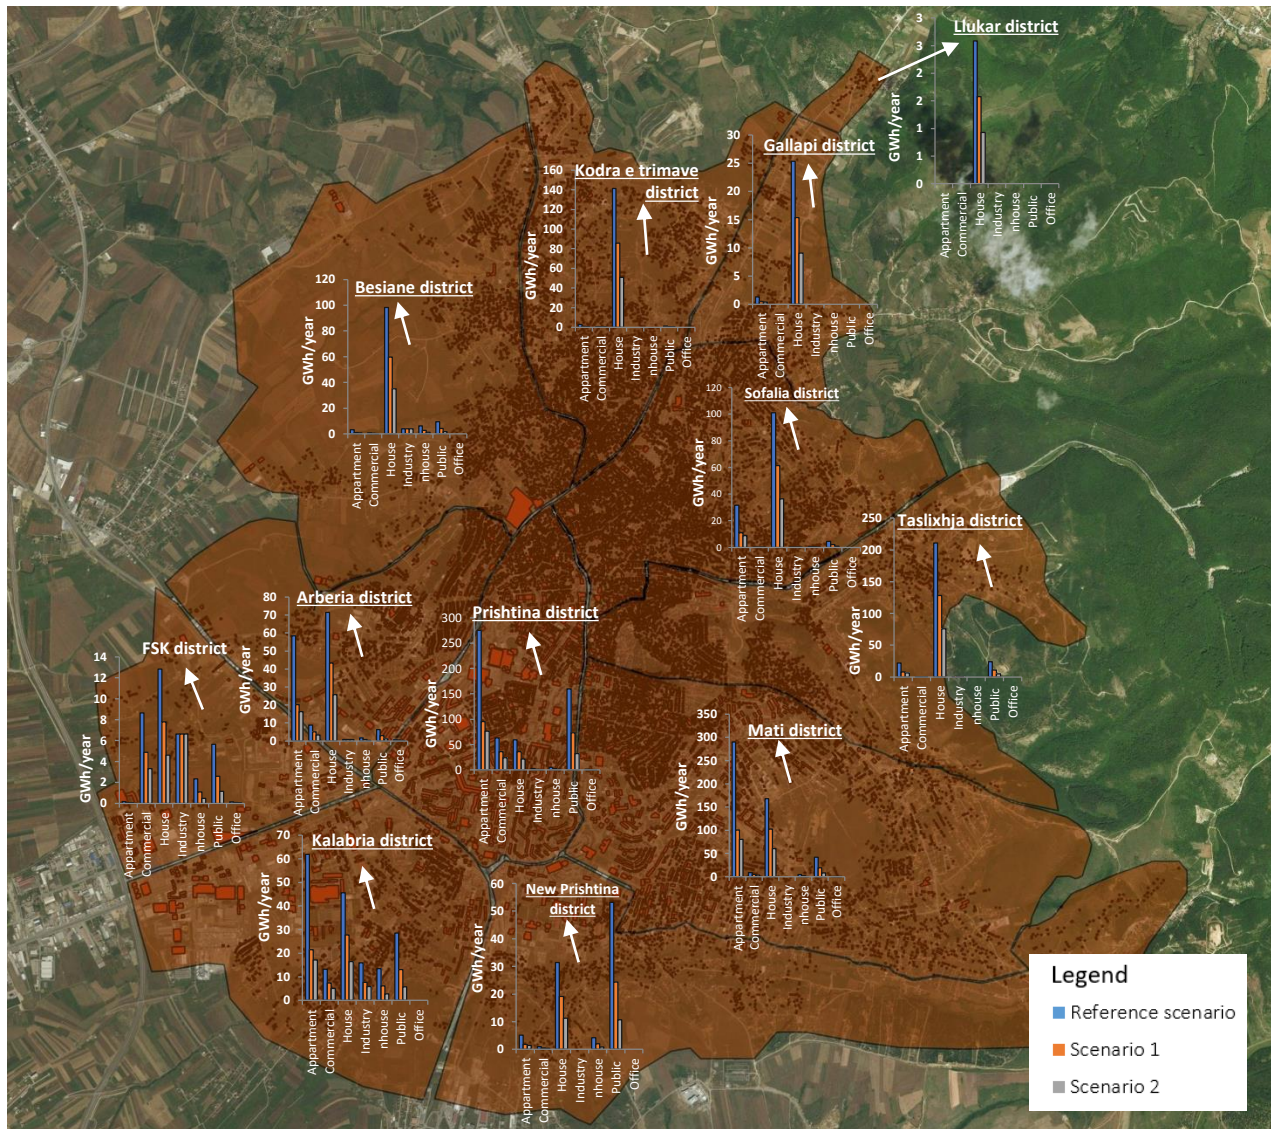 Llukar district
GWh/year
3
3
2
2
1
1
0
Appartment
Commercial
House
Industry
nhouse
Public
Office
Gallapi district
GWh/year
30
25
20
15
10
5
0
Appartment
Commercial
House
Industry
nhouse
Public
Office
Kodra e trimave
district
GWh/year
160
140
120
100
80
60
40
20
0
Appartment
Commercial
House
Industry
nhouse
Public
Office
Besiane district
GWh/year
120
100
80
60
40
20
0
Appartment
Commercial
House
Industry
nhouse
Public
Office
Sofalia district
GWh/year
120
100
80
60
40
20
0
Appartment
Commercial
House
Industry
nhouse
Public
Office
Taslixhja district
GWh/year
250
200
150
100
50
0
Appartment
Commercial
House
Industry
nhouse
Public
Office
Arberia district
GWh/year
80
70
60
50
40
30
20
10
0
Appartment
Commercial
House
Industry
nhouse
Public
Office
Prishtina district
GWh/year
300
250
200
150
100
50
0
Appartment
Commercial
House
Industry
nhouse
Public
Office
FSK district
GWh/year
14
12
10
8
6
4
2
0
Appartment
Commercial
House
Industry
nhouse
Public
Office
Mati district
GWh/year
350
300
250
200
150
100
50
0
Appartment
Commercial
House
Industry
nhouse
Public
Office
Kalabria district
GWh/year
70
60
50
40
30
20
10
0
Appartment
Commercial
House
Industry
nhouse
Public
Office
New Prishtina
district
GWh/year
60
50
40
30
20
10
0
Appartment
Commercial
House
Industry
nhouse
Public
Office
Legend
Reference scenario
Scenario 1
Scenario 2